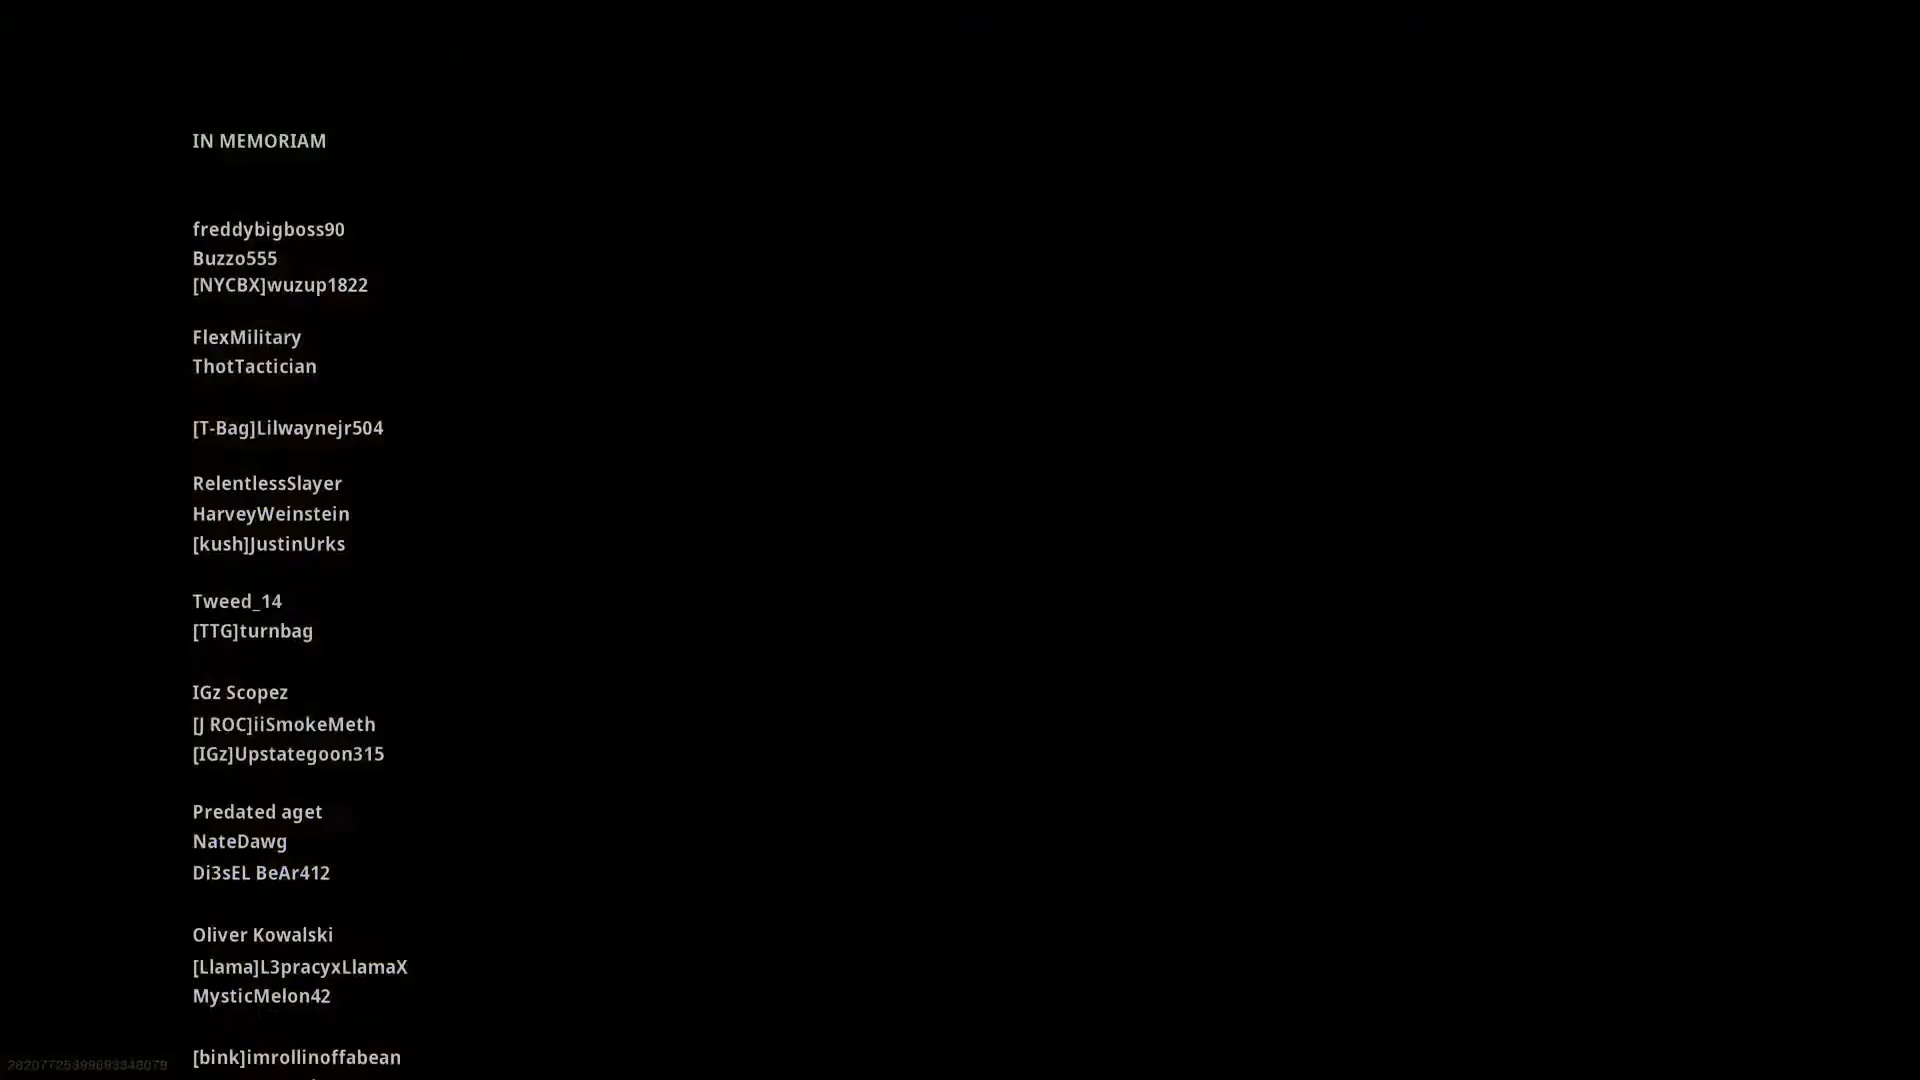 IN MEMORIAM
freddybigboss90
Buzzo555
[NYCBX]wuzup1822
FlexMilitary
ThotTactician
[T-Bag]Lilwaynejr504
RelentlessSlayer
HarveyWeinstein
[kush]JustinUrks
Tweed_14
[TTG]turnbag
IGz Scopez
[J ROC]iiSmokeMeth
[IGz]Upstategoon315
Predated aget
NateDawg
Di3sEL BeAr412
Oliver Kowalski
[Llama]L3pracyxLlamaX
MysticMelon42
[bink]imrollinoffabean